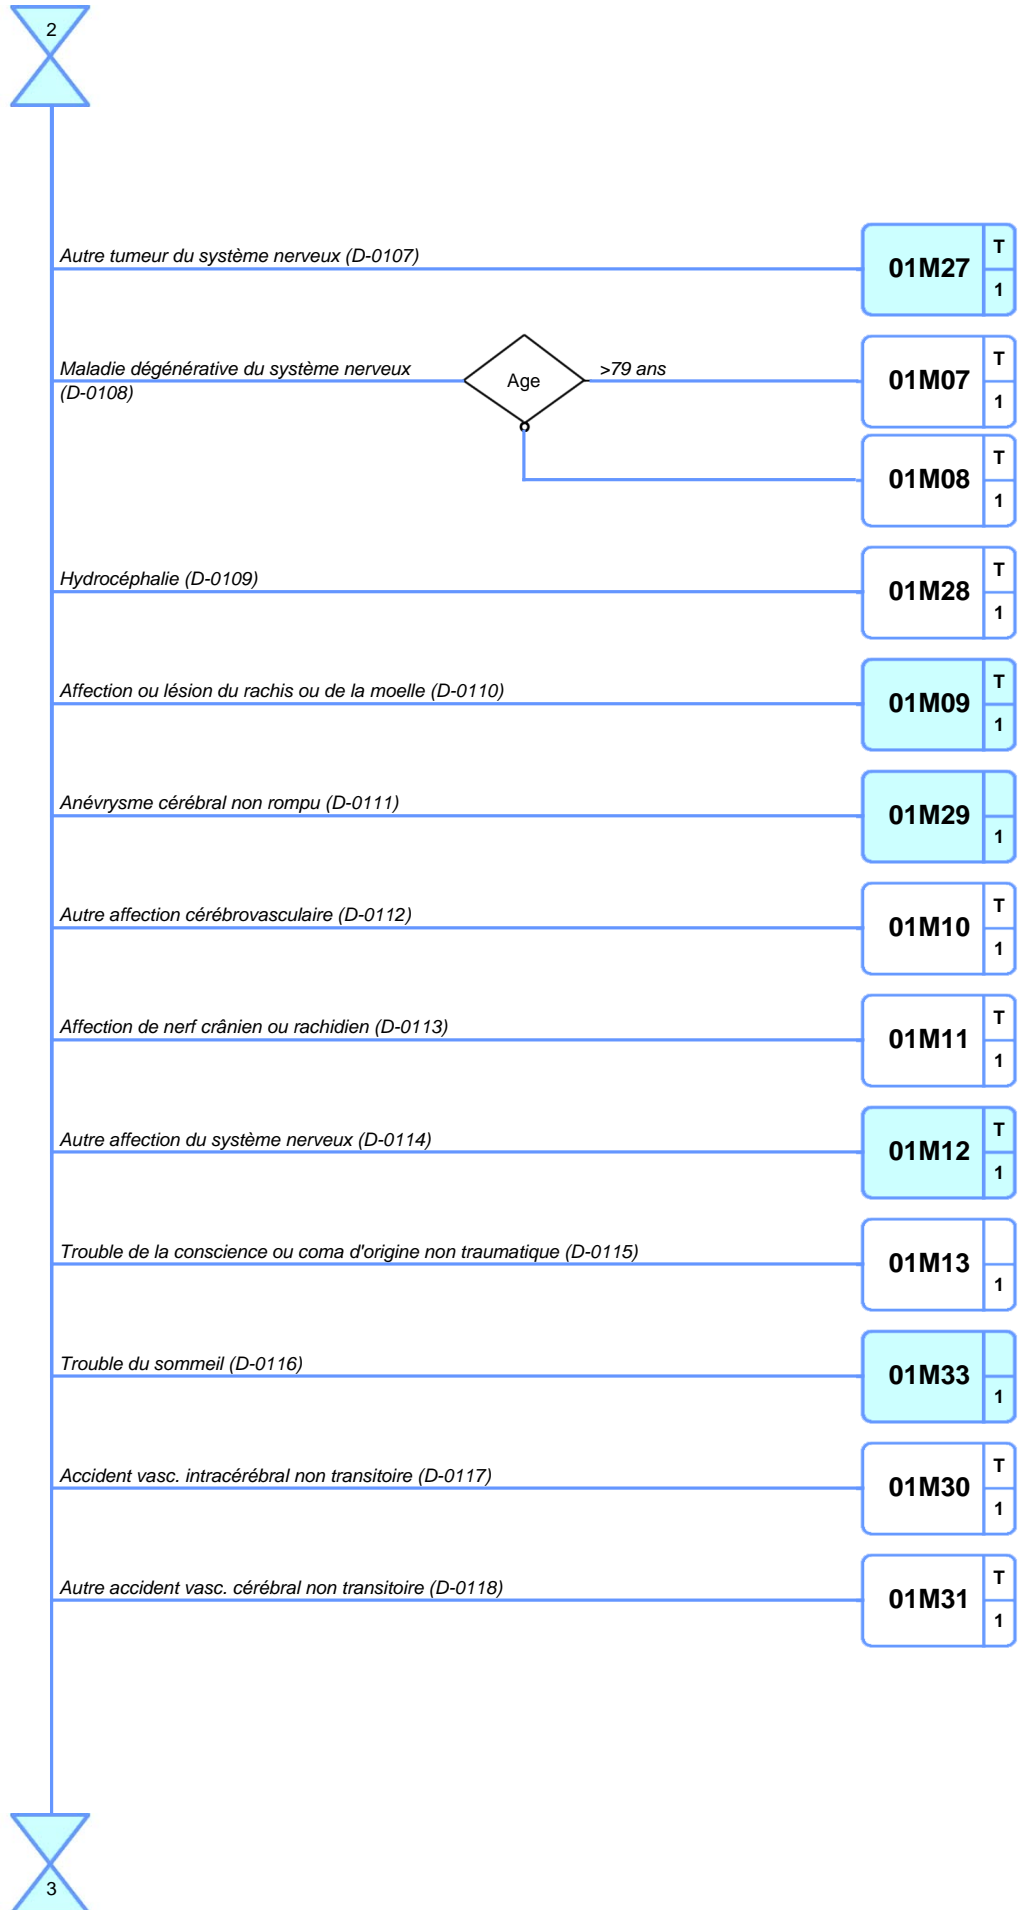 2
Autre tumeur du système nerveux (D-0107)
01M27
T
1
Maladie dégénérative du système nerveux
(D-0108)
Age
>79 ans
01M07
T
1
01M08
T
1
Hydrocéphalie (D-0109)
01M28
T
1
Affection ou lésion du rachis ou de la moelle (D-0110)
01M09
T
1
Anévrysme cérébral non rompu (D-0111)
01M29
1
Autre affection cérébrovasculaire (D-0112)
01M10
T
1
Affection de nerf crânien ou rachidien (D-0113)
01M11
T
1
Autre affection du système nerveux (D-0114)
01M12
T
1
Trouble de la conscience ou coma d'origine non traumatique (D-0115)
01M13
1
Trouble du sommeil (D-0116)
01M33
1
Accident vasc. intracérébral non transitoire (D-0117)
01M30
T
1
Autre accident vasc. cérébral non transitoire (D-0118)
01M31
T
1
3